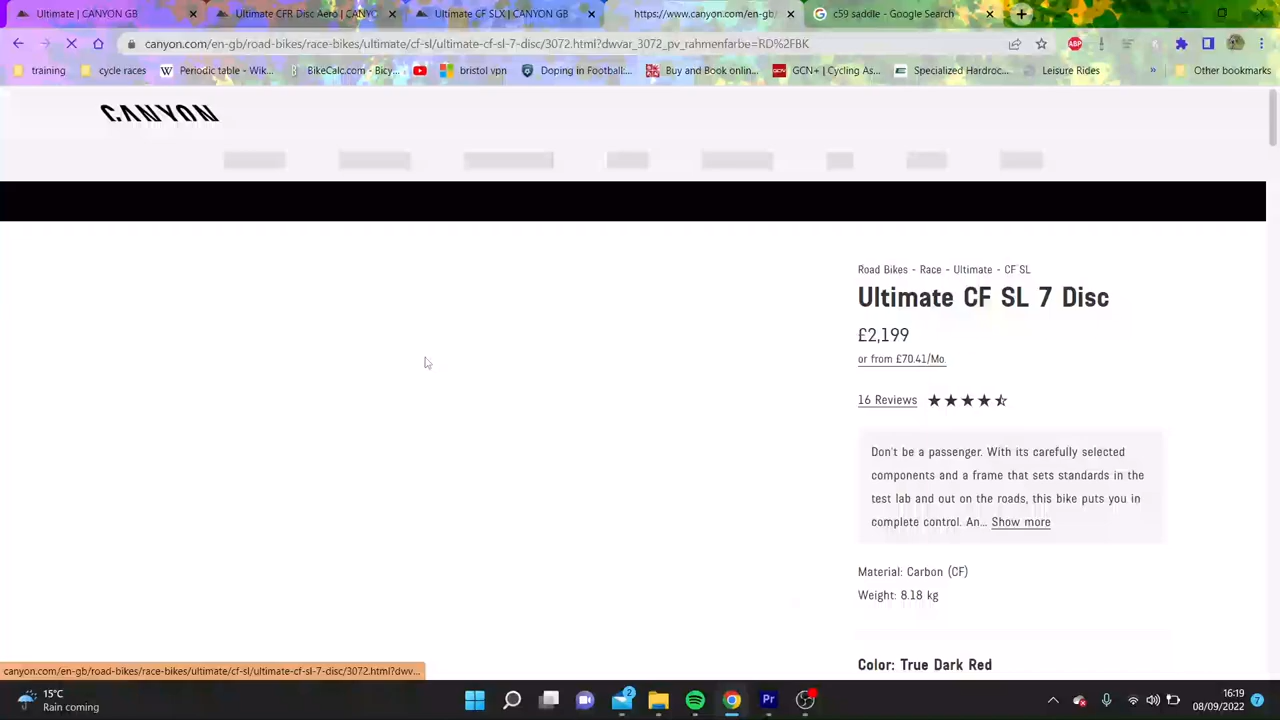 Ultimate | CANYON GB
Ultimate CFR Disc Aero | CANYO
Ultimate CF SLX | CANYON GB
https://www.canyon.com/en-gb/
c59 saddle - Google Search
canyon.com/en-gb/road-bikes/race-bikes/ultimate/cf-sl/ultimate-cf-sl-7-disc/3072.html?dwvar_3072_pv_rahmenfarbe=RD%2FBK
ABP
training
cycle races
W Periodic table - Wik...
BikeCalc.com - Bicy...
bristol vpn
Doping in Football:...
Buy and Book onlin...
GCN+ | Cycling As...
Specialized Hardroc...
Leisure Rides
»
Other bookmarks
CANYON
Road Bikes - Race - Ultimate - CF SL
Ultimate CF SL 7 Disc
£2,199
or from £70.41/Mo.
16 Reviews
Don't be a passenger. With its carefully selected
components and a frame that sets standards in the
test lab and out on the roads, this bike puts you in
complete control. An... Show more
Material: Carbon (CF)
Weight: 8.18 kg
Color: True Dark Red
canyon.com/en-gb/road-bikes/race-bikes/ultimate/cf-sl/ultimate-cf-sl-7-disc/3072.html?dwv...
15°C
Rain coming
2
Pr
16:19
08/09/2022
7